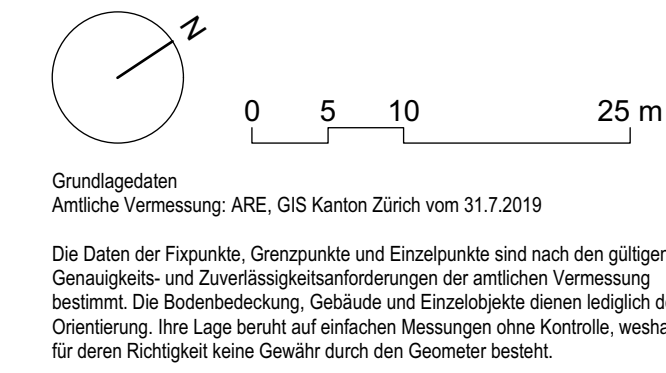 N
0 5 10 25 m
Grundlagedaten
Amtliche Vermessung: ARE, GIS Kanton Zürich vom 31.7.2019
Die Daten der Fixpunkte, Grenzpunkte und Einzelpunkte sind nach den gültigen
Genauigkeits- und Zuverlässigkeitsanforderungen der amtlichen Vermessung
bestimmt. Die Bodenbedeckung, Gebäude und Einzelobjekte dienen lediglich de
Orientierung. Ihre Lage beruht auf einfachen Messungen ohne Kontrolle, wesha
für deren Richtigkeit keine Gewähr durch den Geometer besteht.